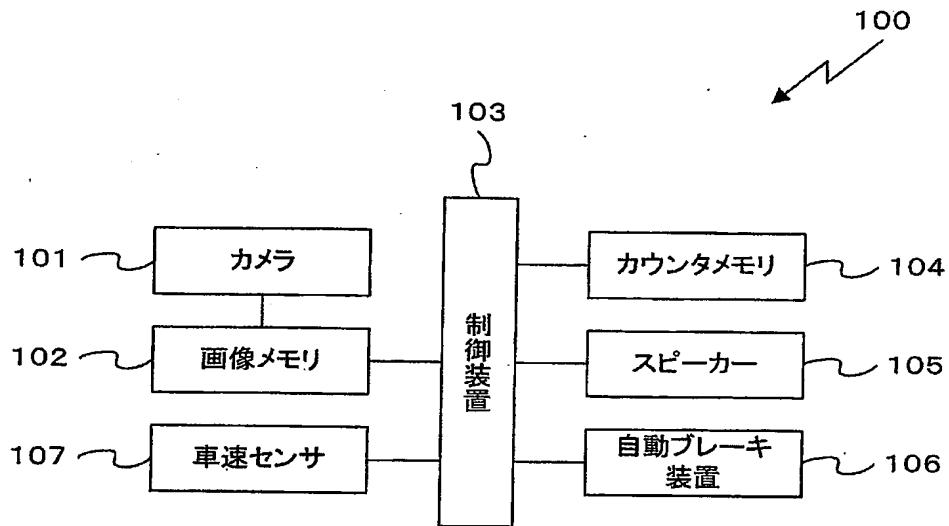 100
103
101
カメラ
カウンタメモリ
104
102
画像メモリ
制御装置
スピーカー
105
107
車速センサ
自動ブレーキ
装置
106